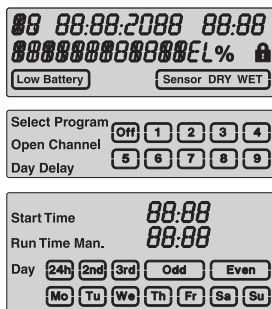 88 88:88:2088 88:88
88888888888EL%
Low Battery Sensor DRY WET
Select Program Off 1 2 3 4
Open Channel
Day Delay 5 6 7 8 9
Start Time 88:88
Run Time Man. 88:88
Day 24h 2nd 3rd Odd Even
Mo Tu We Th Fr Sa Su